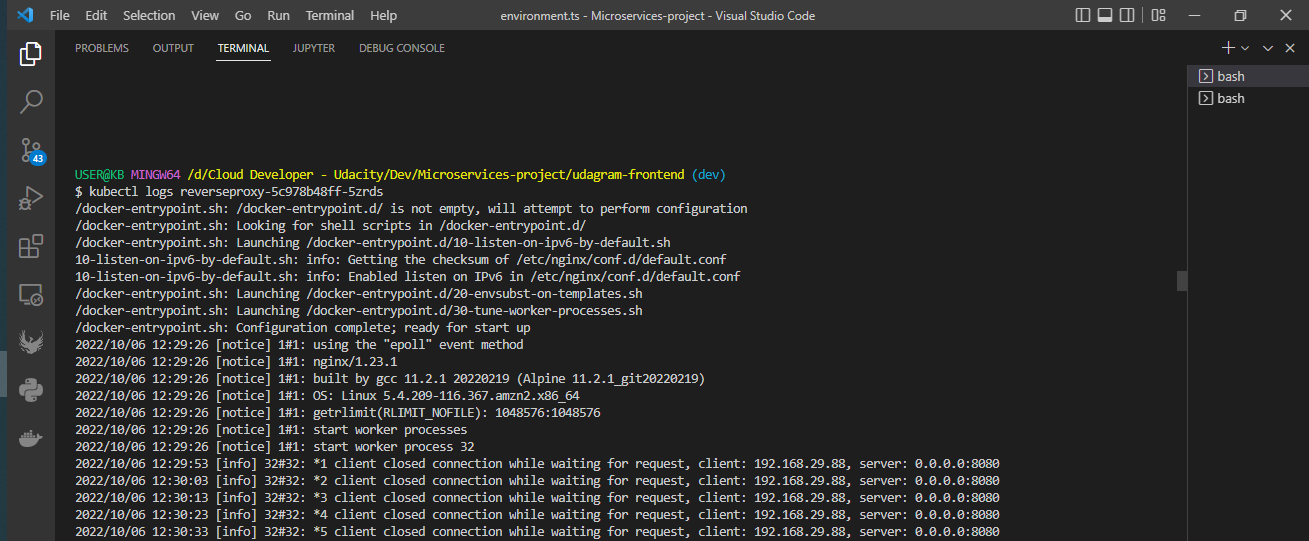 File Edit Selection View Go Run Terminal Help environment.ts - Microservices-project - Visual Studio Code
PROBLEMS OUTPUT TERMINAL JUPYTER DEBUG CONSOLE
bash
bash
43
USER@KB MINGW64 /d/Cloud Developer - Udacity/Dev/Microservices-project/udagram-frontend (dev)
$ kubectl logs reverseproxy-5c978b48ff-5zrds
/docker-entrypoint.sh: /docker-entrypoint.d/ is not empty, will attempt to perform configuration
/docker-entrypoint.sh: Looking for shell scripts in /docker-entrypoint.d/
/docker-entrypoint.sh: Launching /docker-entrypoint.d/10-listen-on-ipv6-by-default.sh
10-listen-on-ipv6-by-default.sh: info: Getting the checksum of /etc/nginx/conf.d/default.conf
10-listen-on-ipv6-by-default.sh: info: Enabled listen on IPv6 in /etc/nginx/conf.d/default.conf
/docker-entrypoint.sh: Launching /docker-entrypoint.d/20-envsubst-on-templates.sh
/docker-entrypoint.sh: Launching /docker-entrypoint.d/30-tune-worker-processes.sh
/docker-entrypoint.sh: Configuration complete; ready for start up
2022/10/06 12:29:26 [notice] 1#1: using the "epoll" event method
2022/10/06 12:29:26 [notice] 1#1: nginx/1.23.1
2022/10/06 12:29:26 [notice] 1#1: built by gcc 11.2.1 20220219 (Alpine 11.2.1_git20220219)
2022/10/06 12:29:26 [notice] 1#1: OS: Linux 5.4.209-116.367.amzn2.x86_64
2022/10/06 12:29:26 [notice] 1#1: getrlimit(RLIMIT_NOFILE): 1048576:1048576
2022/10/06 12:29:26 [notice] 1#1: start worker processes
2022/10/06 12:29:26 [notice] 1#1: start worker process 32
2022/10/06 12:29:53 [info] 32#32: *1 client closed connection while waiting for request, client: 192.168.29.88, server: 0.0.0.0:8080
2022/10/06 12:30:03 [info] 32#32: *2 client closed connection while waiting for request, client: 192.168.29.88, server: 0.0.0.0:8080
2022/10/06 12:30:13 [info] 32#32: *3 client closed connection while waiting for request, client: 192.168.29.88, server: 0.0.0.0:8080
2022/10/06 12:30:23 [info] 32#32: *4 client closed connection while waiting for request, client: 192.168.29.88, server: 0.0.0.0:8080
2022/10/06 12:30:33 [info] 32#32: *5 client closed connection while waiting for request, client: 192.168.29.88, server: 0.0.0.0:8080